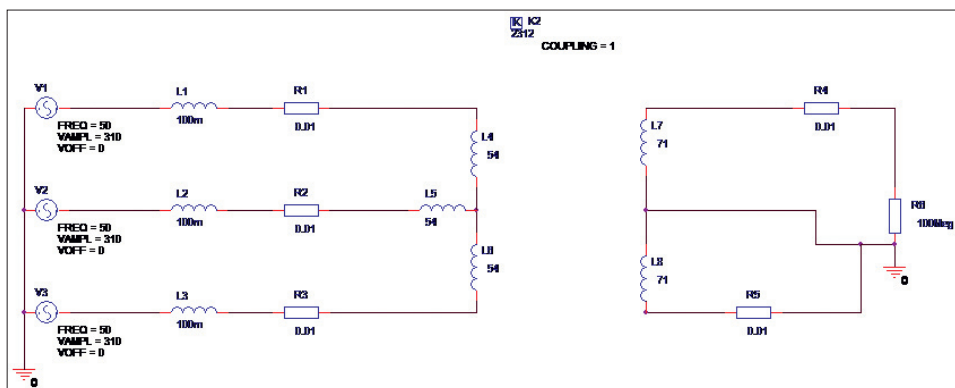 K K2
2312
COUPLING = 1
V1
FREQ = 50
VAMPL = 310
VOFF = 0
L1
100m
R1
0.01
L4
54
V2
FREQ = 50
VAMPL = 310
VOFF = 0
L2
100m
R2
0.01
L5
54
V3
FREQ = 50
VAMPL = 310
VOFF = 0
L3
100m
R3
0.01
L6
54
0
L7
71
R4
0.01
R6
100Meg
0
L8
71
R5
0.01